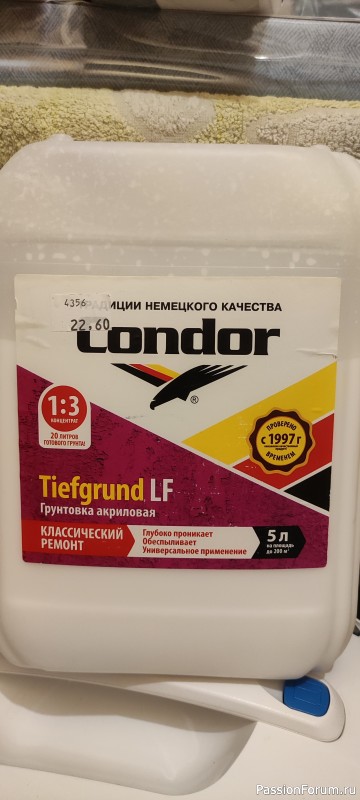 4356
22,60
АДИЦИИ НЕМЕЦКОГО КАЧЕСТВА
Condor
®
1:3
КОНЦЕНТРАТ
20 ЛИТРОВ
ГОТОВОГО ГРУНТА!
ПРОВЕРЕНО
с 1997 г
ВРЕМЕНЕМ
Tiefgrund LF
Грунтовка акриловая
КЛАССИЧЕСКИЙ
РЕМОНТ
Глубоко проникает
Обеспыливает
Универсальное применение
5 л
на площадь
до 200 м²
PassionForum.ru